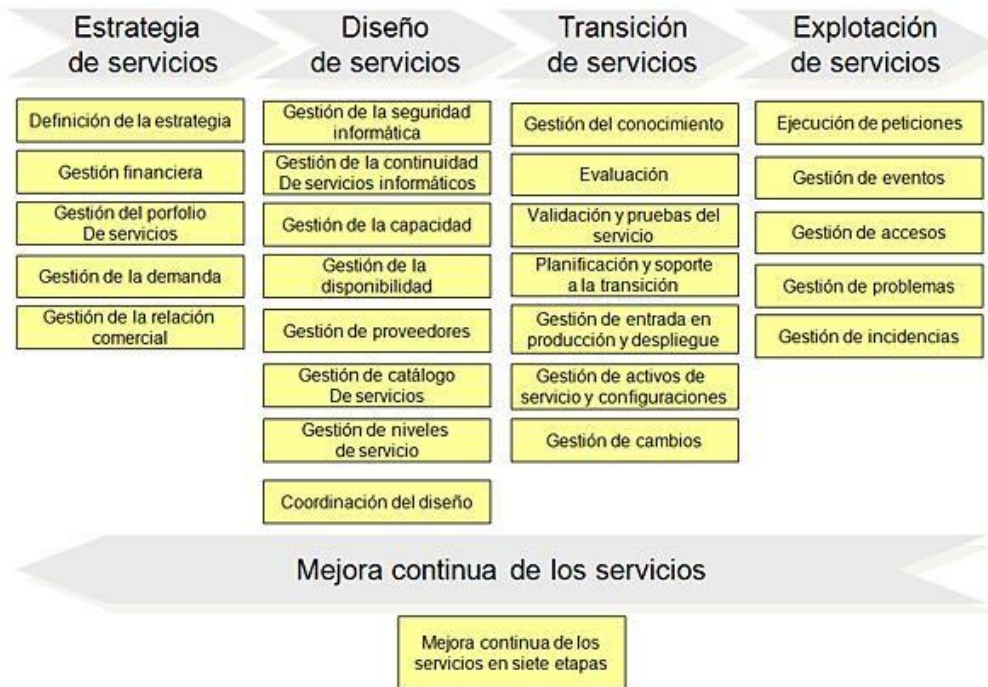 Estrategia
de servicios
Definición de la estrategia
Gestión financiera
Gestión del porfolio
De servicios
Gestión de la demanda
Gestión de la relación
comercial
Diseño
de servicios
Gestión de la seguridad
informática
Gestión de la continuidad
De servicios informáticos
Gestión de la capacidad
Gestión de la
disponibilidad
Gestión de proveedores
Gestión de catálogo
De servicios
Gestión de niveles
de servicio
Coordinación del diseño
Transición
de servicios
Gestión del conocimiento
Evaluación
Validación y pruebas del
servicio
Planificación y soporte
a la transición
Gestión de entrada en
producción y despliegue
Gestión de activos de
servicio y configuraciones
Gestión de cambios
Explotación
de servicios
Ejecución de peticiones
Gestión de eventos
Gestión de accesos
Gestión de problemas
Gestión de incidencias
Mejora continua de los servicios
Mejora continua de los
servicios en siete etapas